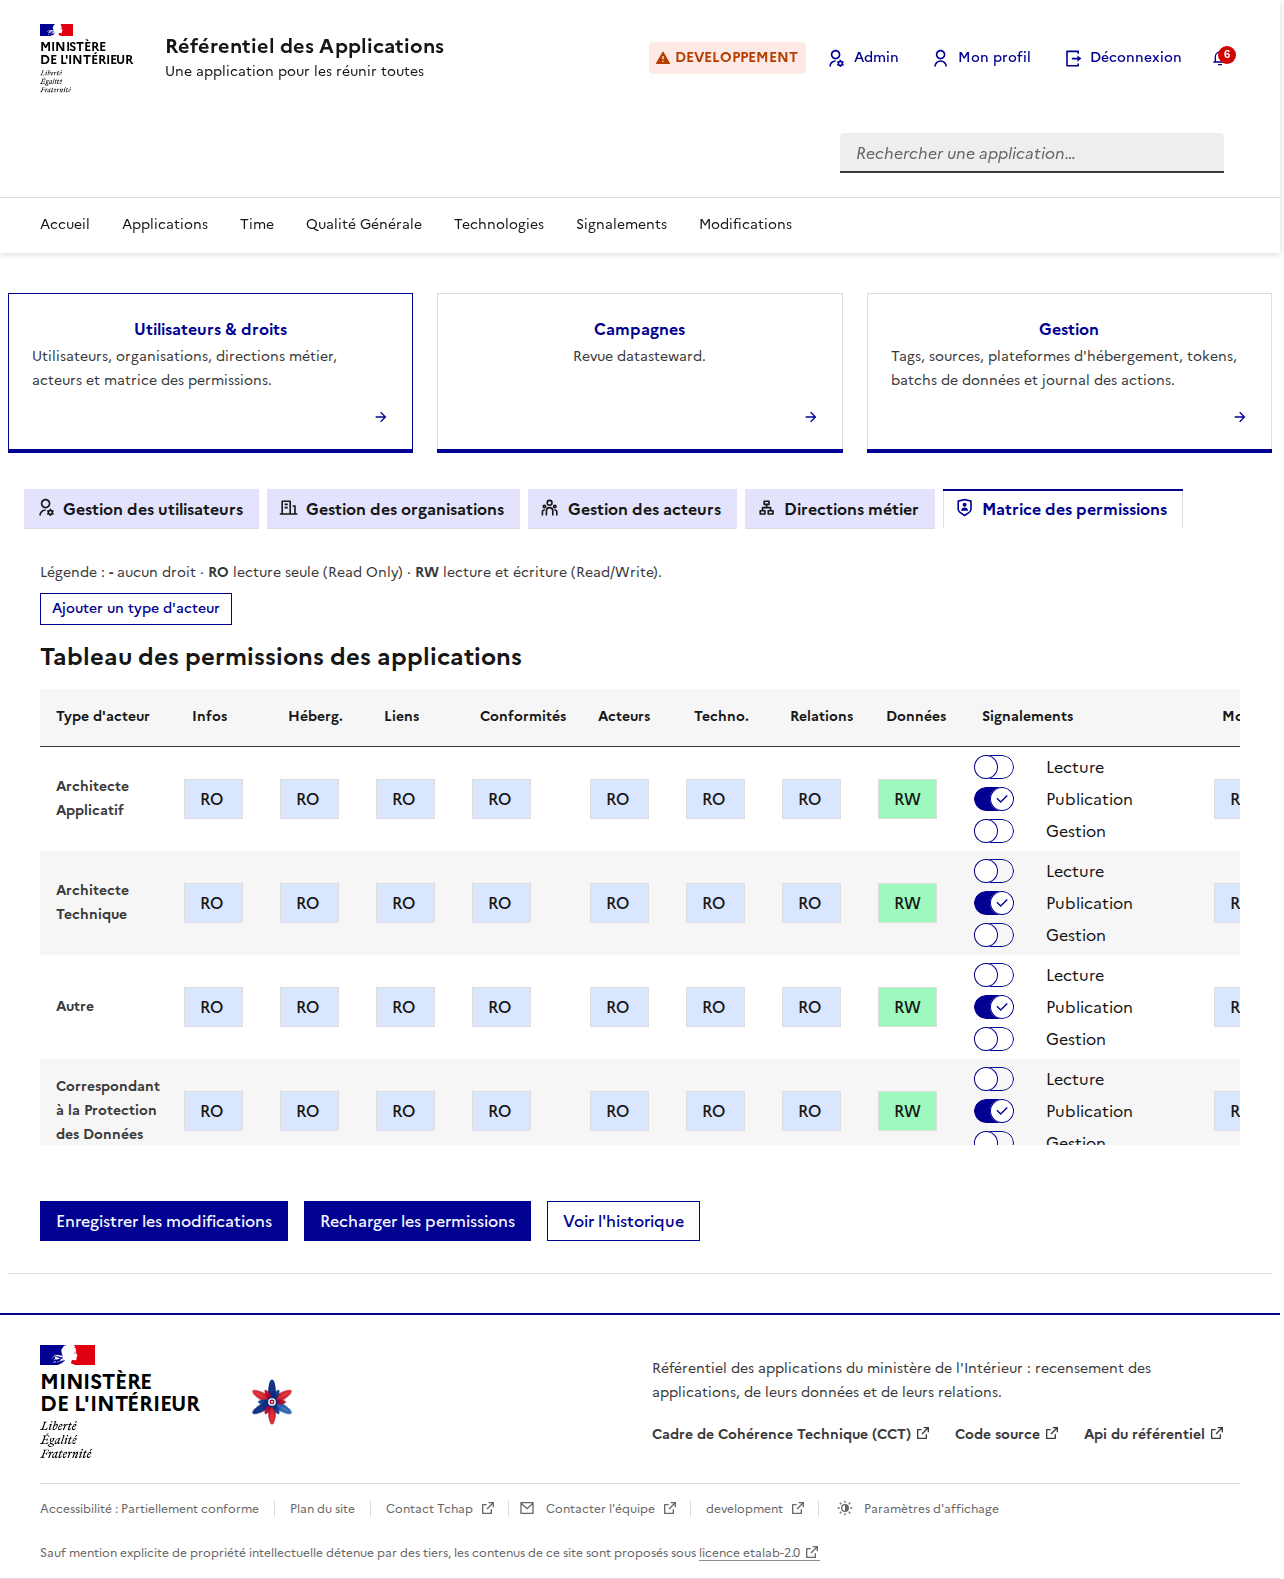 MINISTÈRE
DE L'INTÉRIEUR
Liberté
Égalité
Fraternité
Référentiel des Applications
Une application pour les réunir toutes
DEVELOPPEMENT
Admin
Mon profil
Déconnexion
6
Rechercher une application...
Accueil Applications Time Qualité Générale Technologies Signalements Modifications
Utilisateurs & droits
Utilisateurs, organisations, directions métier,
acteurs et matrice des permissions.
Campagnes
Revue datasteward.
Gestion
Tags, sources, plateformes d'hébergement, tokens,
batchs de données et journal des actions.
Gestion des utilisateurs Gestion des organisations Gestion des acteurs Directions métier Matrice des permissions
Légende : - aucun droit · RO lecture seule (Read Only) · RW lecture et écriture (Read/Write).
Ajouter un type d'acteur
Tableau des permissions des applications
Type d'acteur Infos Héberg. Liens Conformités Acteurs Techno. Relations Données Signalements
Architecte
Applicatif
RO RO RO RO RO RO RO RW
Lecture
Publication
Gestion
Architecte
Technique
RO RO RO RO RO RO RO RW
Lecture
Publication
Gestion
Autre
RO RO RO RO RO RO RO RW
Lecture
Publication
Gestion
Correspondant
à la Protection
des Données
RO RO RO RO RO RO RO RW
Lecture
Publication
Gestion
Enregistrer les modifications Recharger les permissions Voir l'historique
MINISTÈRE
DE L'INTÉRIEUR
Liberté
Égalité
Fraternité
Référentiel des applications du ministère de l'Intérieur : recensement des
applications, de leurs données et de leurs relations.
Cadre de Cohérence Technique (CCT) Code source Api du référentiel
Accessibilité : Partiellement conforme Plan du site Contact Tchap Contacter l'équipe development Paramètres d'affichage
Sauf mention explicite de propriété intellectuelle détenue par des tiers, les contenus de ce site sont proposés sous licence etalab-2.0